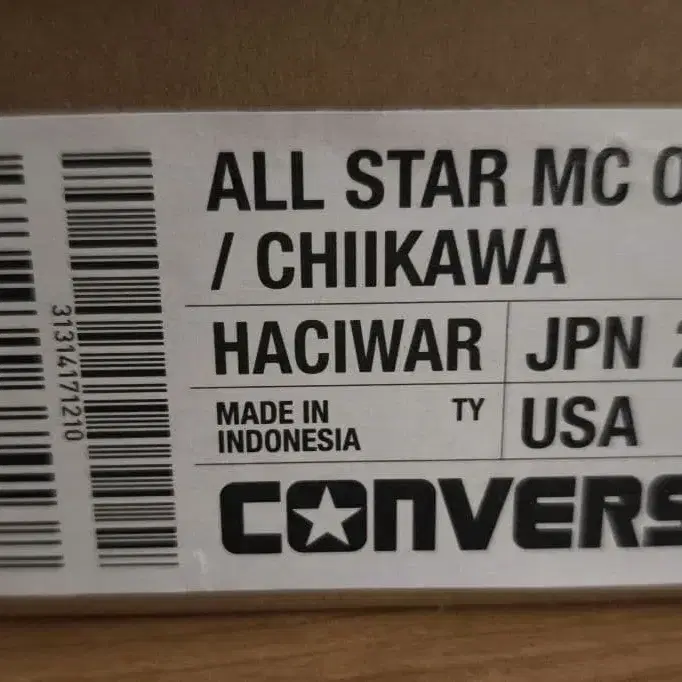 ALL STAR MC
/ CHIIKAWA
HACIWAR
JPN
MADE IN
INDONESIA
TY
USA
CONVERS
31314171210